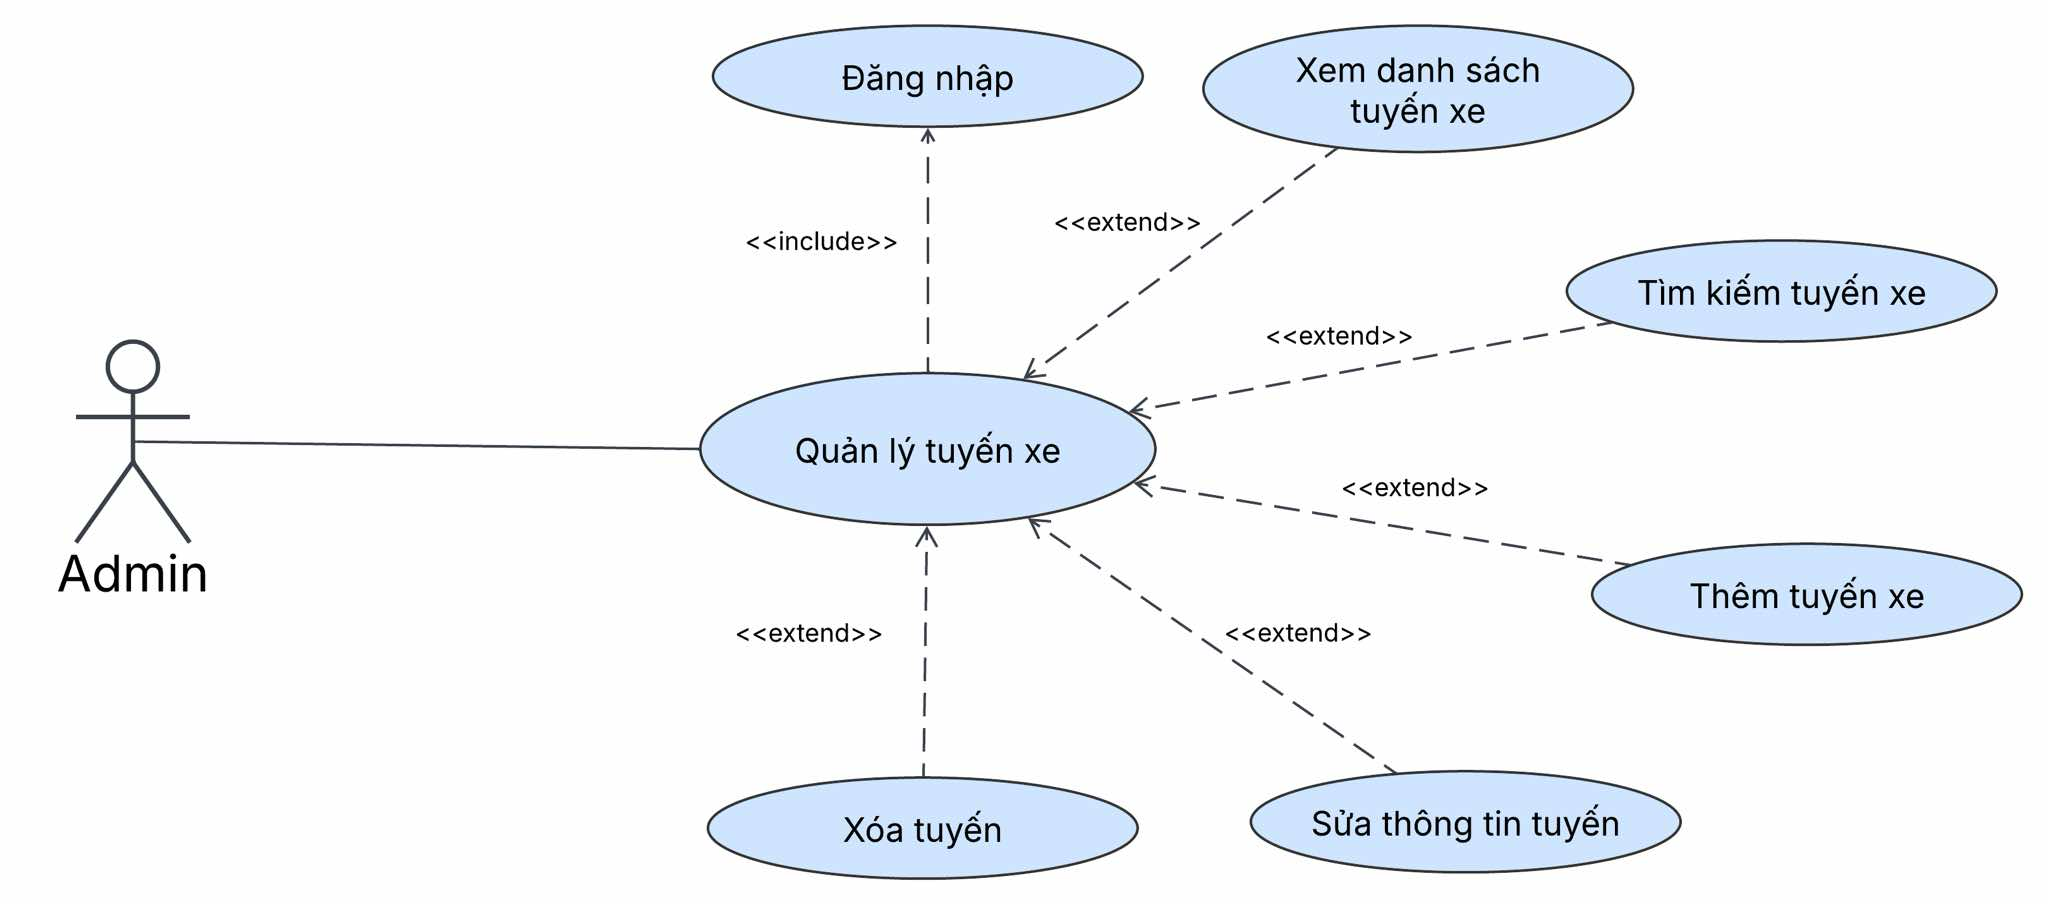 Đăng nhập
Xem danh sách
tuyến xe
<<include>>
<<extend>>
Tìm kiếm tuyến xe
<<extend>>
Quản lý tuyến xe
<<extend>>
Thêm tuyến xe
Admin
<<extend>>
<<extend>>
Xóa tuyến
Sửa thông tin tuyến